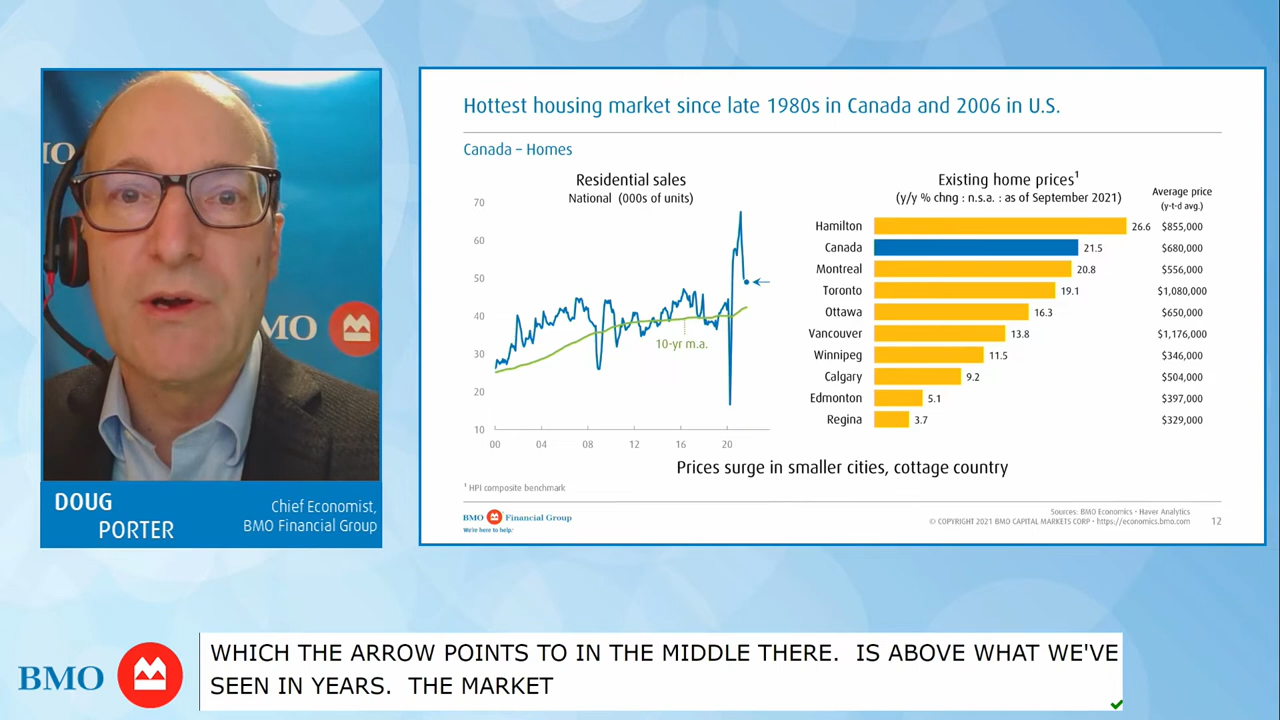 IO
MO
DOUG
PORTER
Chief Economist,
BMO Financial Group
Hottest housing market since late 1980s in Canada and 2006 in U.S.
Canada – Homes
Residential sales
National (000s of units)
70
60
50
40
30
20
10
00 04 08 12 16 20
10-yr m.a.
Existing home prices¹
(y/y % chng : n.s.a. : as of September 2021)
Average price
(y-t-d avg.)
Hamilton 26.6 $855,000
Canada 21.5 $680,000
Montreal 20.8 $556,000
Toronto 19.1 $1,080,000
Ottawa 16.3 $650,000
Vancouver 13.8 $1,176,000
Winnipeg 11.5 $346,000
Calgary 9.2 $504,000
Edmonton 5.1 $397,000
Regina 3.7 $329,000
Prices surge in smaller cities, cottage country
¹ HPI composite benchmark
BMO Financial Group
We're here to help.™
Sources: BMO Economics • Haver Analytics
© COPYRIGHT 2021 BMO CAPITAL MARKETS CORP • https://economics.bmo.com 12
BMO
WHICH THE ARROW POINTS TO IN THE MIDDLE THERE. IS ABOVE WHAT WE'VE
SEEN IN YEARS. THE MARKET